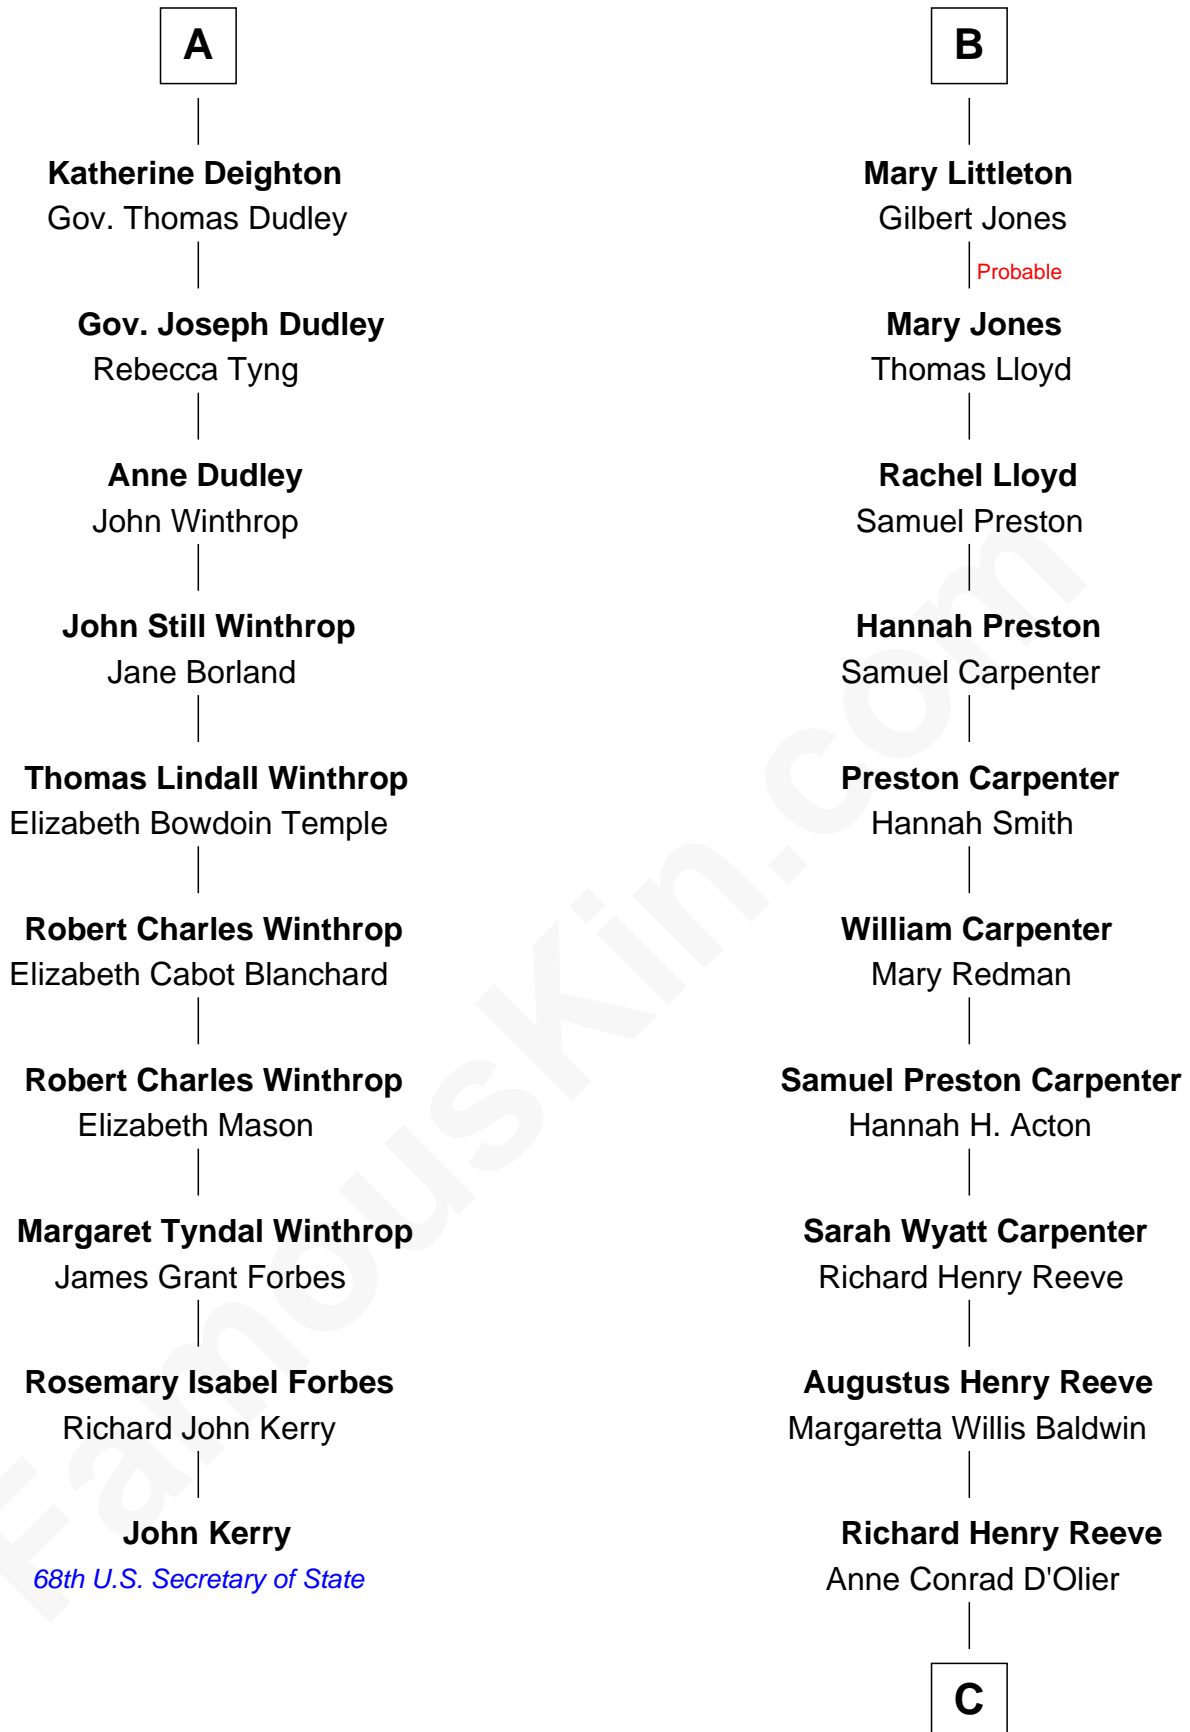 A
Katherine Deighton
Gov. Thomas Dudley
Gov. Joseph Dudley
Rebecca Tyng
Anne Dudley
John Winthrop
John Still Winthrop
Jane Borland
Thomas Lindall Winthrop
Elizabeth Bowdoin Temple
Robert Charles Winthrop
Elizabeth Cabot Blanchard
Robert Charles Winthrop
Elizabeth Mason
Margaret Tyndal Winthrop
James Grant Forbes
Rosemary Isabel Forbes
Richard John Kerry
John Kerry
68th U.S. Secretary of State
B
Mary Littleton
Gilbert Jones
Probable
Mary Jones
Thomas Lloyd
Rachel Lloyd
Samuel Preston
Hannah Preston
Samuel Carpenter
Preston Carpenter
Hannah Smith
William Carpenter
Mary Redman
Samuel Preston Carpenter
Hannah H. Acton
Sarah Wyatt Carpenter
Richard Henry Reeve
Augustus Henry Reeve
Margaretta Willis Baldwin
Richard Henry Reeve
Anne Conrad D'Olier
C
FamousKin.com